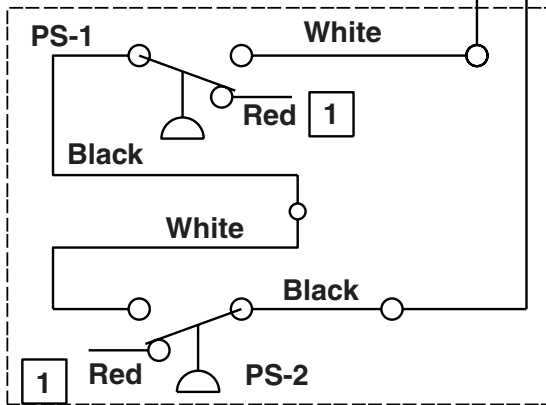 PS-1
White
Red 1
Black
White
Black
1 Red PS-2